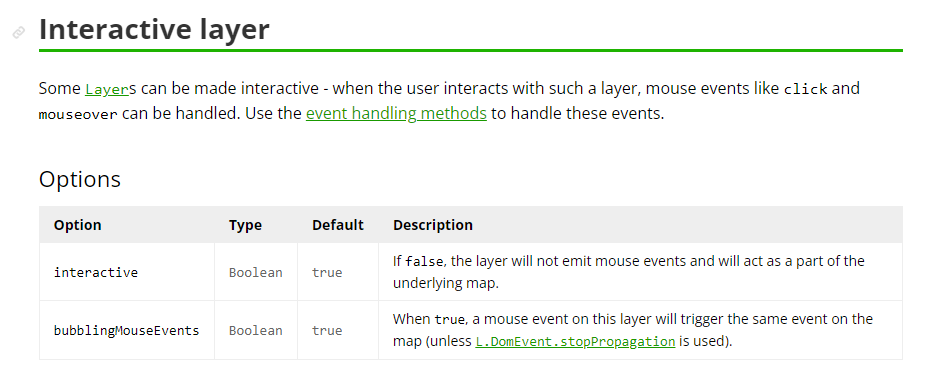 Interactive layer
Some Layers can be made interactive - when the user interacts with such a layer, mouse events like click and
mouseover can be handled. Use the event handling methods to handle these events.
Options
Option Type Default Description
interactive Boolean true If false, the layer will not emit mouse events and will act as a part of the
underlying map.
bubblingMouseEvents Boolean true When true, a mouse event on this layer will trigger the same event on the
map (unless L.DomEvent.stopPropagation is used).